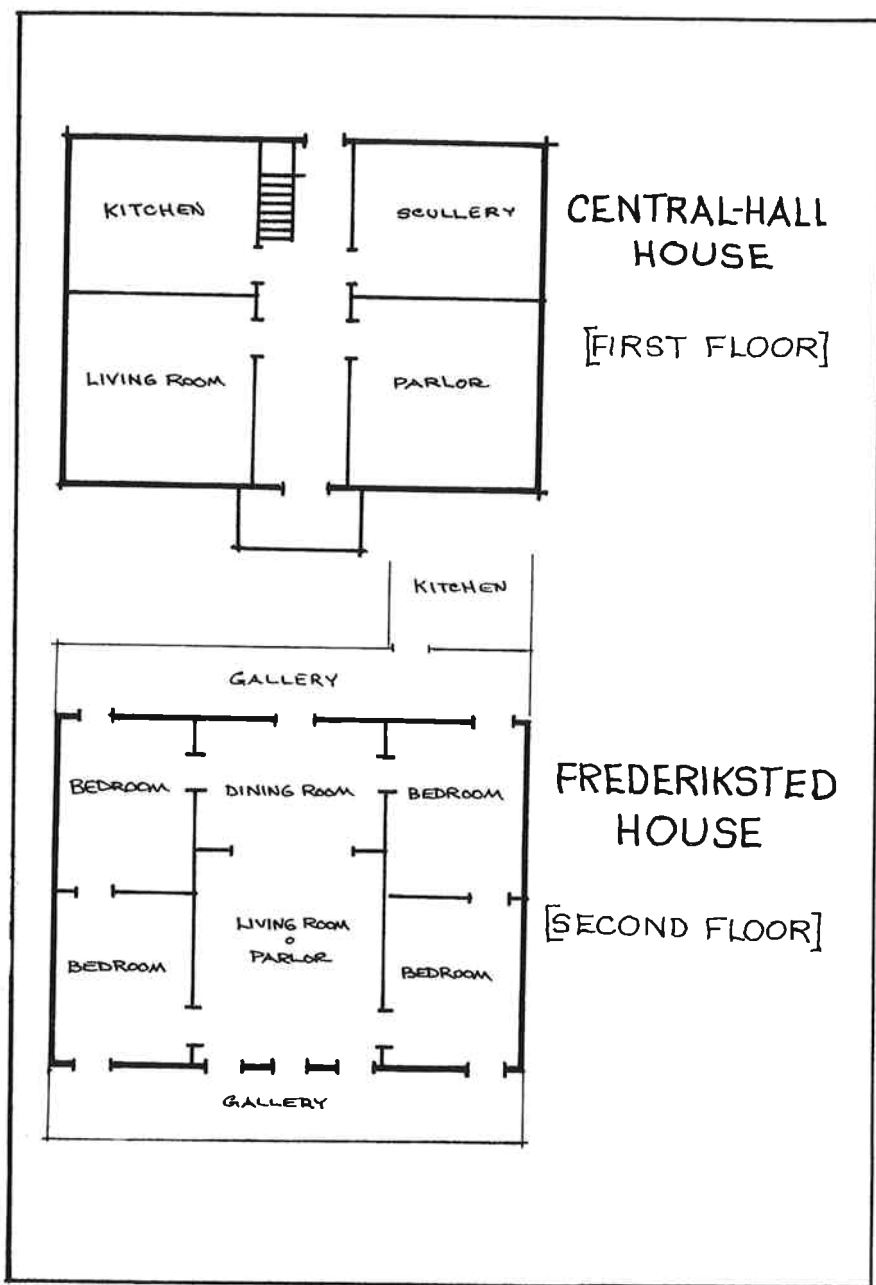 KITCHEN
SCULLERY
CENTRAL-HALL
HOUSE
[FIRST FLOOR]
LIVING ROOM
PARLOR
KITCHEN
GALLERY
BEDROOM
DINING ROOM
BEDROOM
FREDERIKSTED
HOUSE
[SECOND FLOOR]
LIVING ROOM
o
PARLOR
BEDROOM
BEDROOM
GALLERY